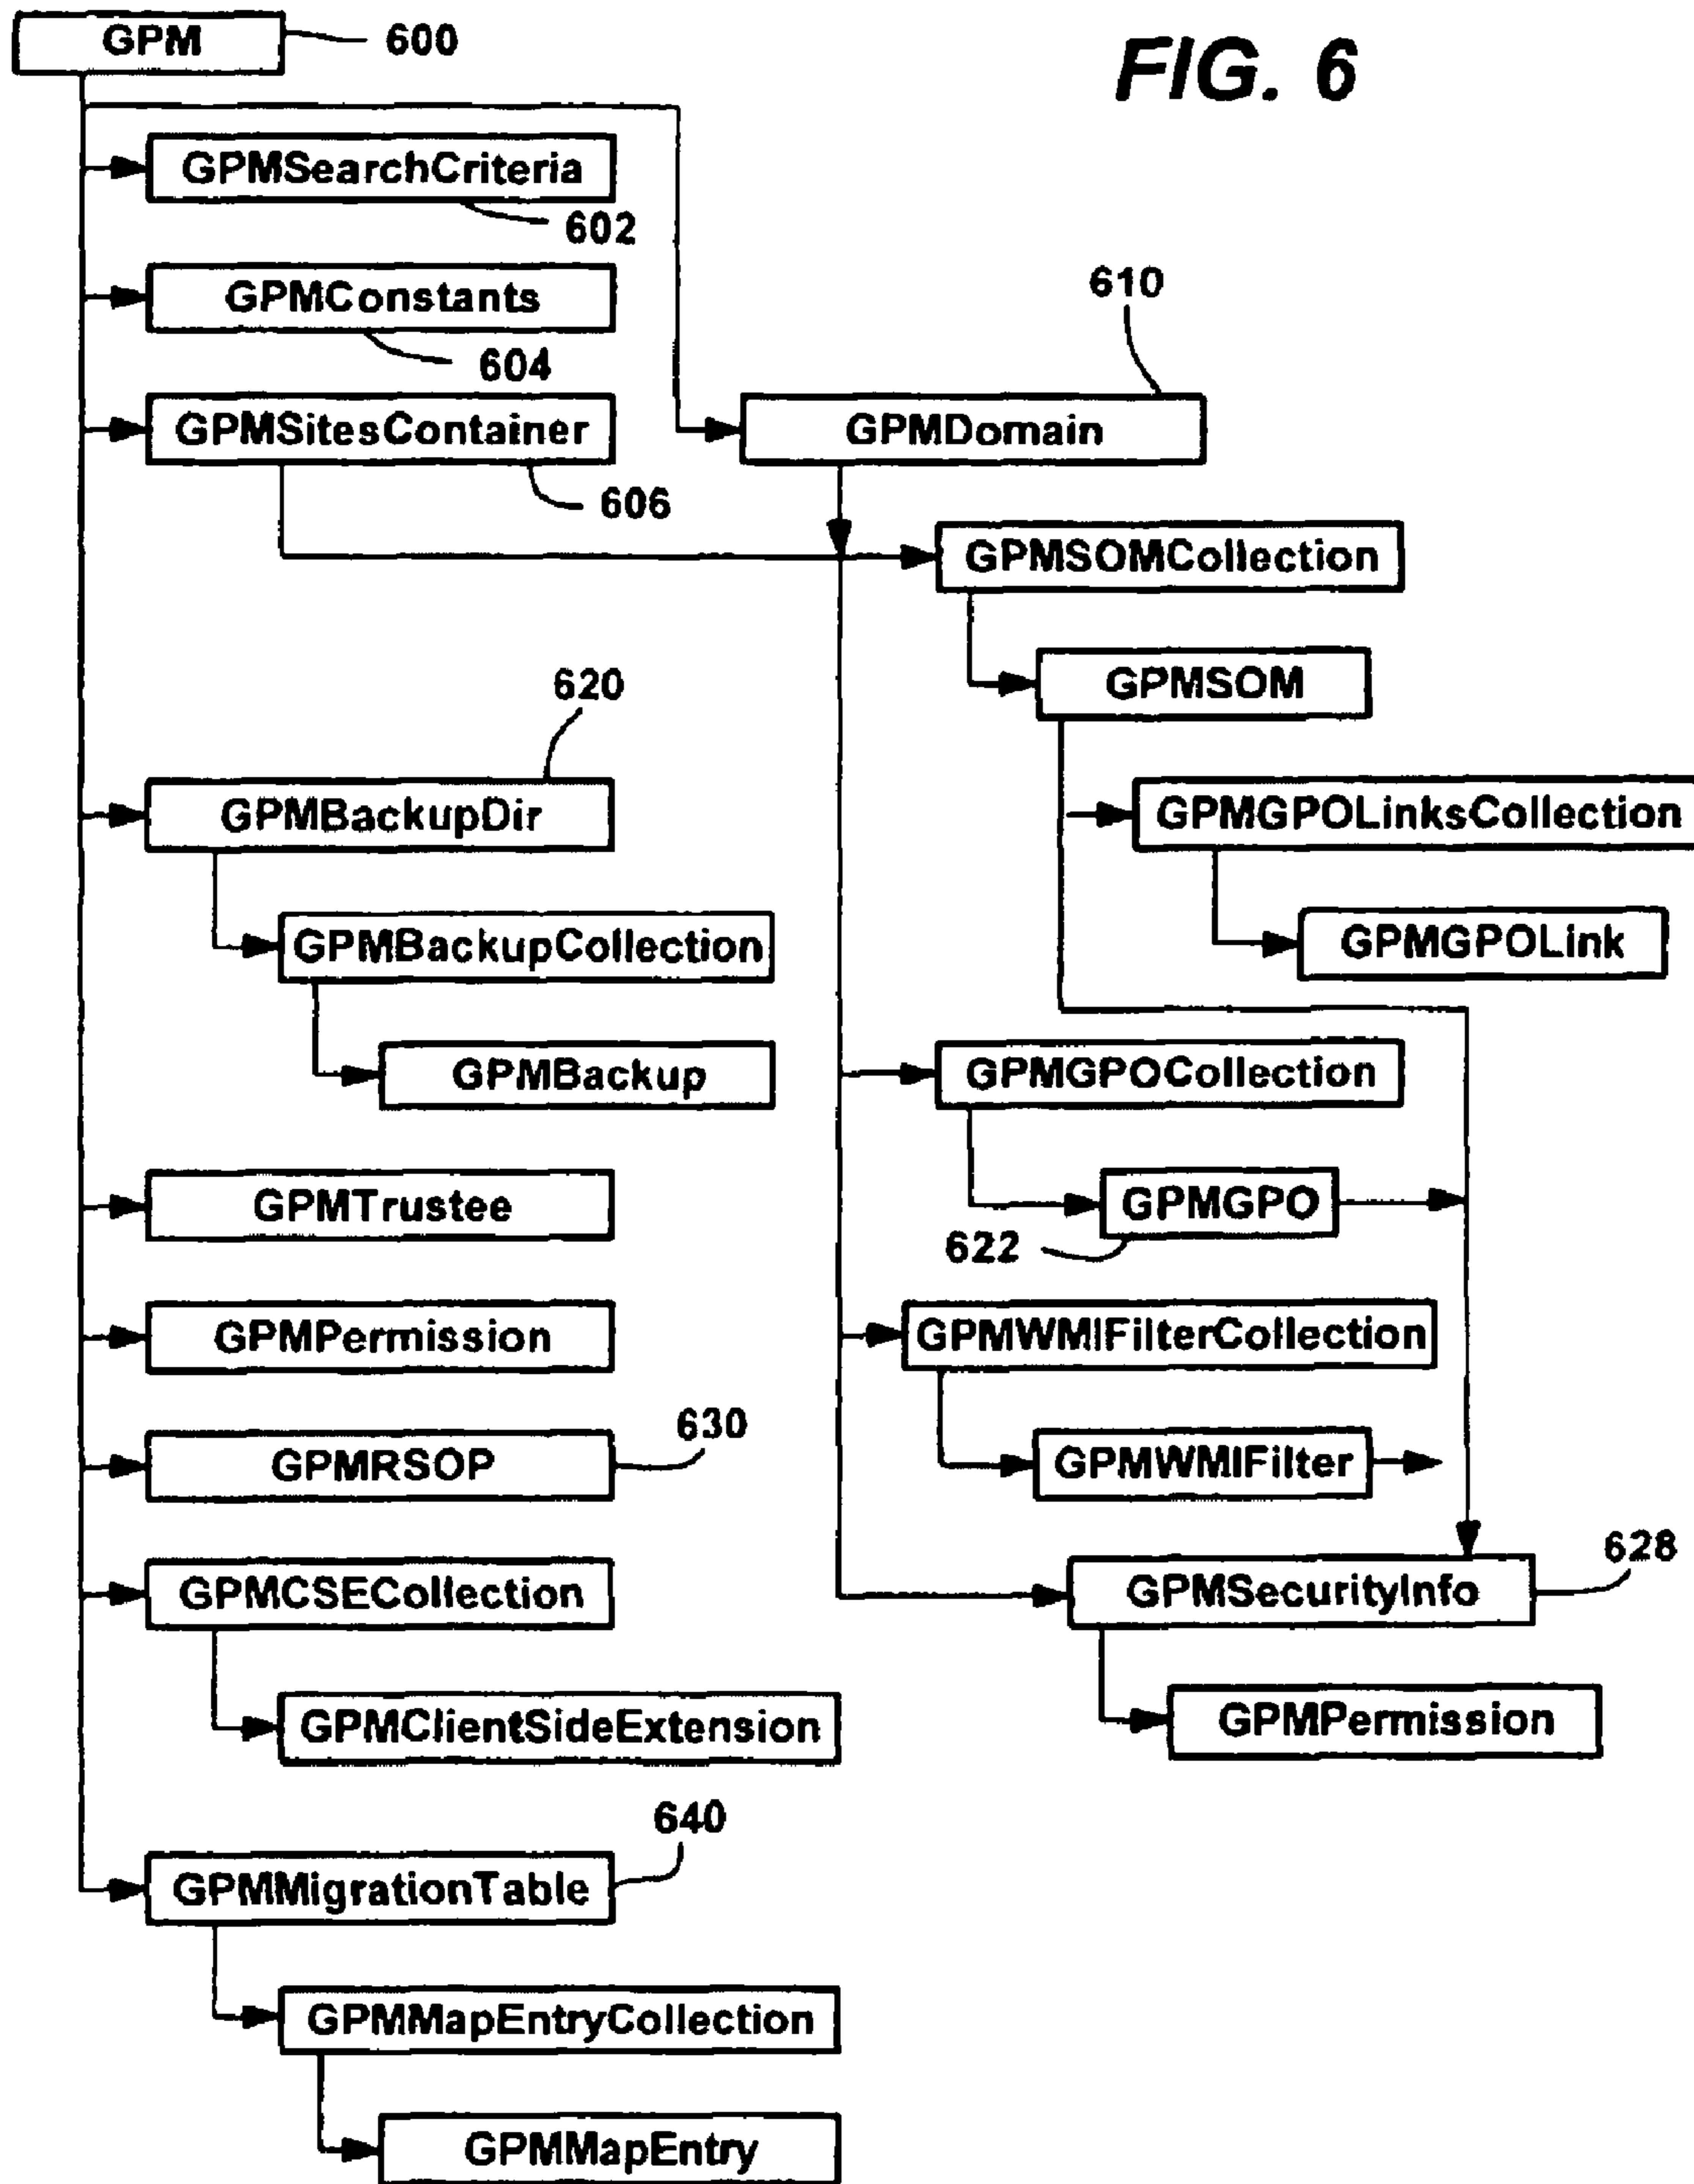 GPM
600
FIG. 6
GPMSearchCriteria
602
GPMConstants
604
610
GPMSitesContainer
606
GPMDomain
GPMSOMCollection
GPMSOM
620
GPMBackupDir
GPMGPOLinksCollection
GPMBackupCollection
GPMGPOLink
GPMBackup
GPMGPOCollection
GPMTrustee
GPMGPO
622
GPMPermission
GPMWMIFilterCollection
GPMRSOP
630
GPMWMIFilter
GPMCSECollection
GPMSecurityInfo
628
GPMClientSideExtension
GPMPermission
640
GPMMigrationTable
GPMMapEntryCollection
GPMMapEntry